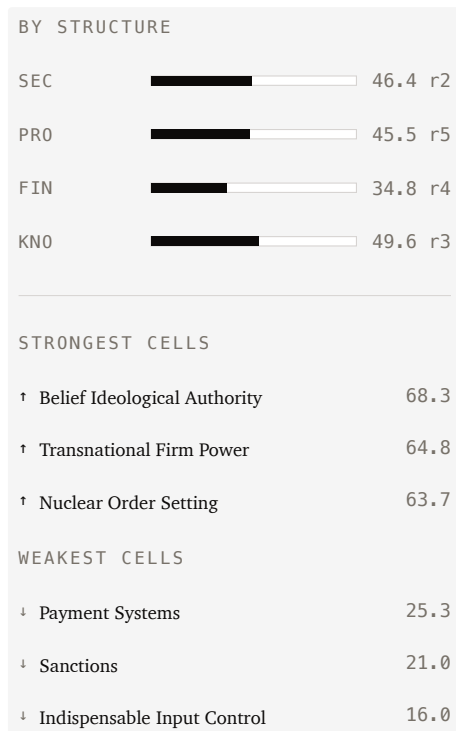 BY STRUCTURE
SEC 46.4 r2
PRO 45.5 r5
FIN 34.8 r4
KNO 49.6 r3
STRONGEST CELLS
↑ Belief Ideological Authority 68.3
↑ Transnational Firm Power 64.8
↑ Nuclear Order Setting 63.7
WEAKEST CELLS
↓ Payment Systems 25.3
↓ Sanctions 21.0
↓ Indispensable Input Control 16.0